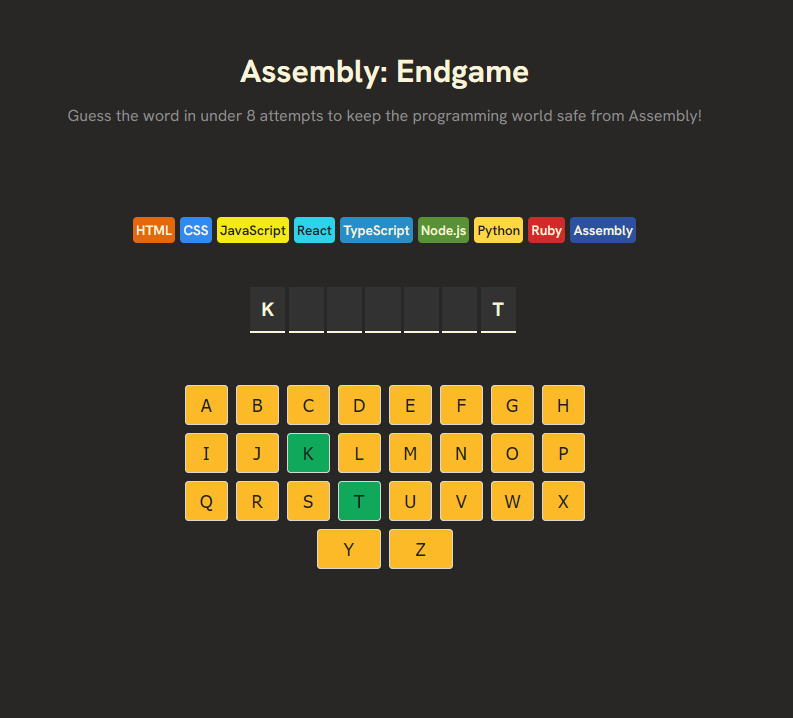 Assembly: Endgame
Guess the word in under 8 attempts to keep the programming world safe from Assembly!
HTML CSS JavaScript React TypeScript Node.js Python Ruby Assembly
K T
A B C D E F G H
I J K L M N O P
Q R S T U V W X
Y Z